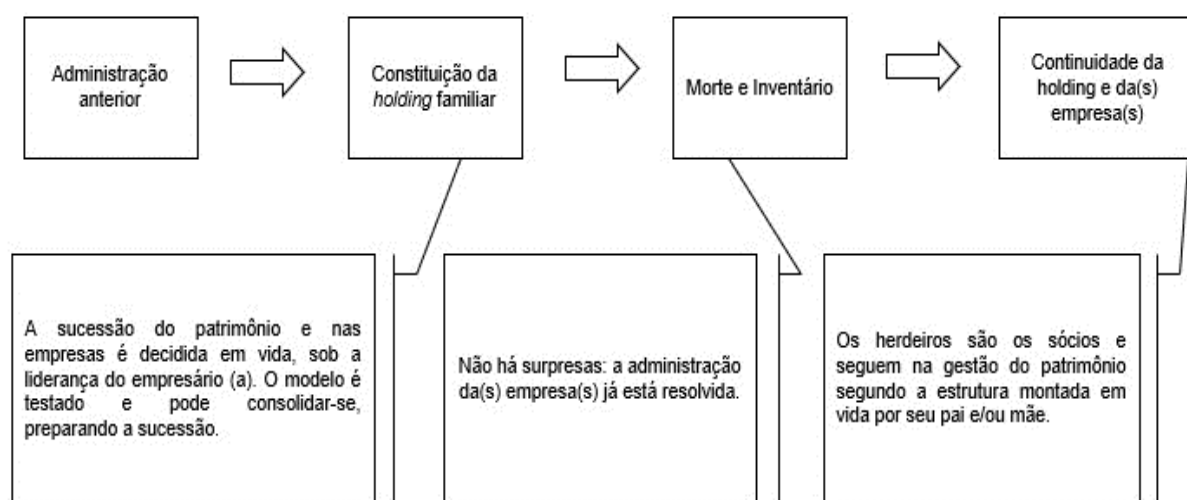 Administração
anterior
Constituição da
holding familiar
Morte e Inventário
Continuidade da
holding e da(s)
empresa(s)
A sucessão do patrimônio e nas
empresas é decidida em vida, sob a
liderança do empresário (a). O modelo é
testado e pode consolidar-se,
preparando a sucessão.
Não há surpresas: a administração
da(s) empresa(s) já está resolvida.
Os herdeiros são os sócios e
seguem na gestão do patrimônio
segundo a estrutura montada em
vida por seu pai e/ou mãe.